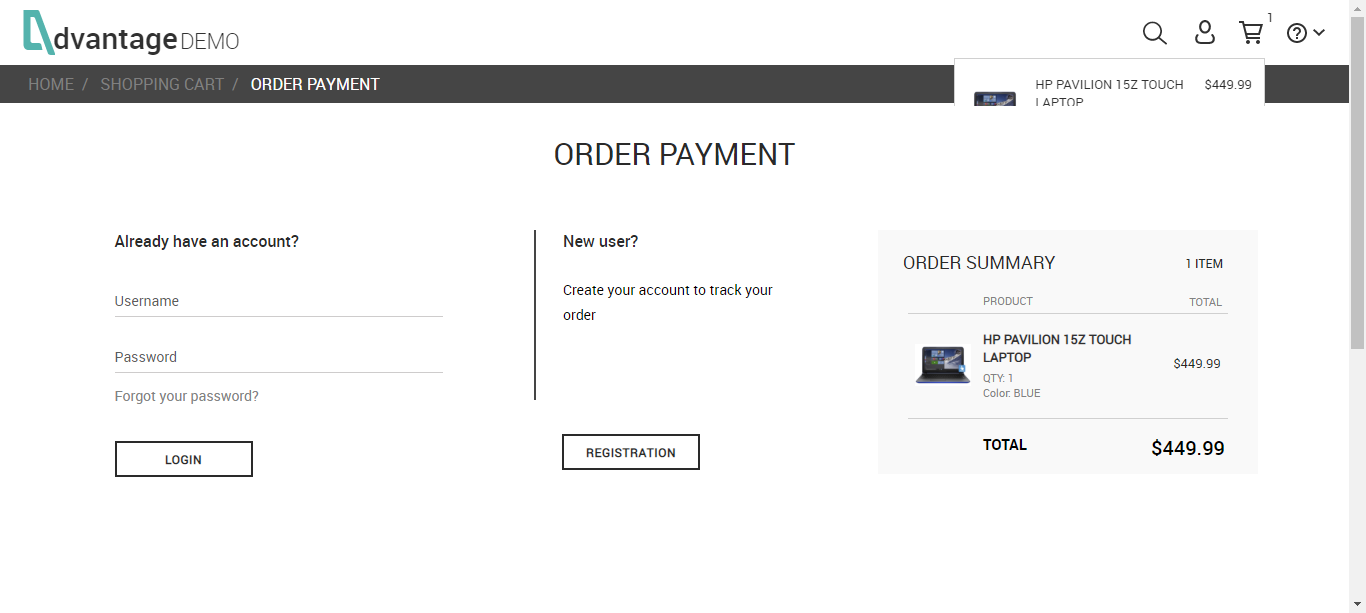 dvantage DEMO
1
HOME / SHOPPING CART / ORDER PAYMENT
HP PAVILION 15Z TOUCH $449.99
LAPTOP
ORDER PAYMENT
Already have an account?
Username
Password
Forgot your password?
LOGIN
New user?
Create your account to track your
order
REGISTRATION
ORDER SUMMARY 1 ITEM
PRODUCT TOTAL
HP PAVILION 15Z TOUCH
LAPTOP
$449.99
QTY: 1
Color: BLUE
TOTAL $449.99